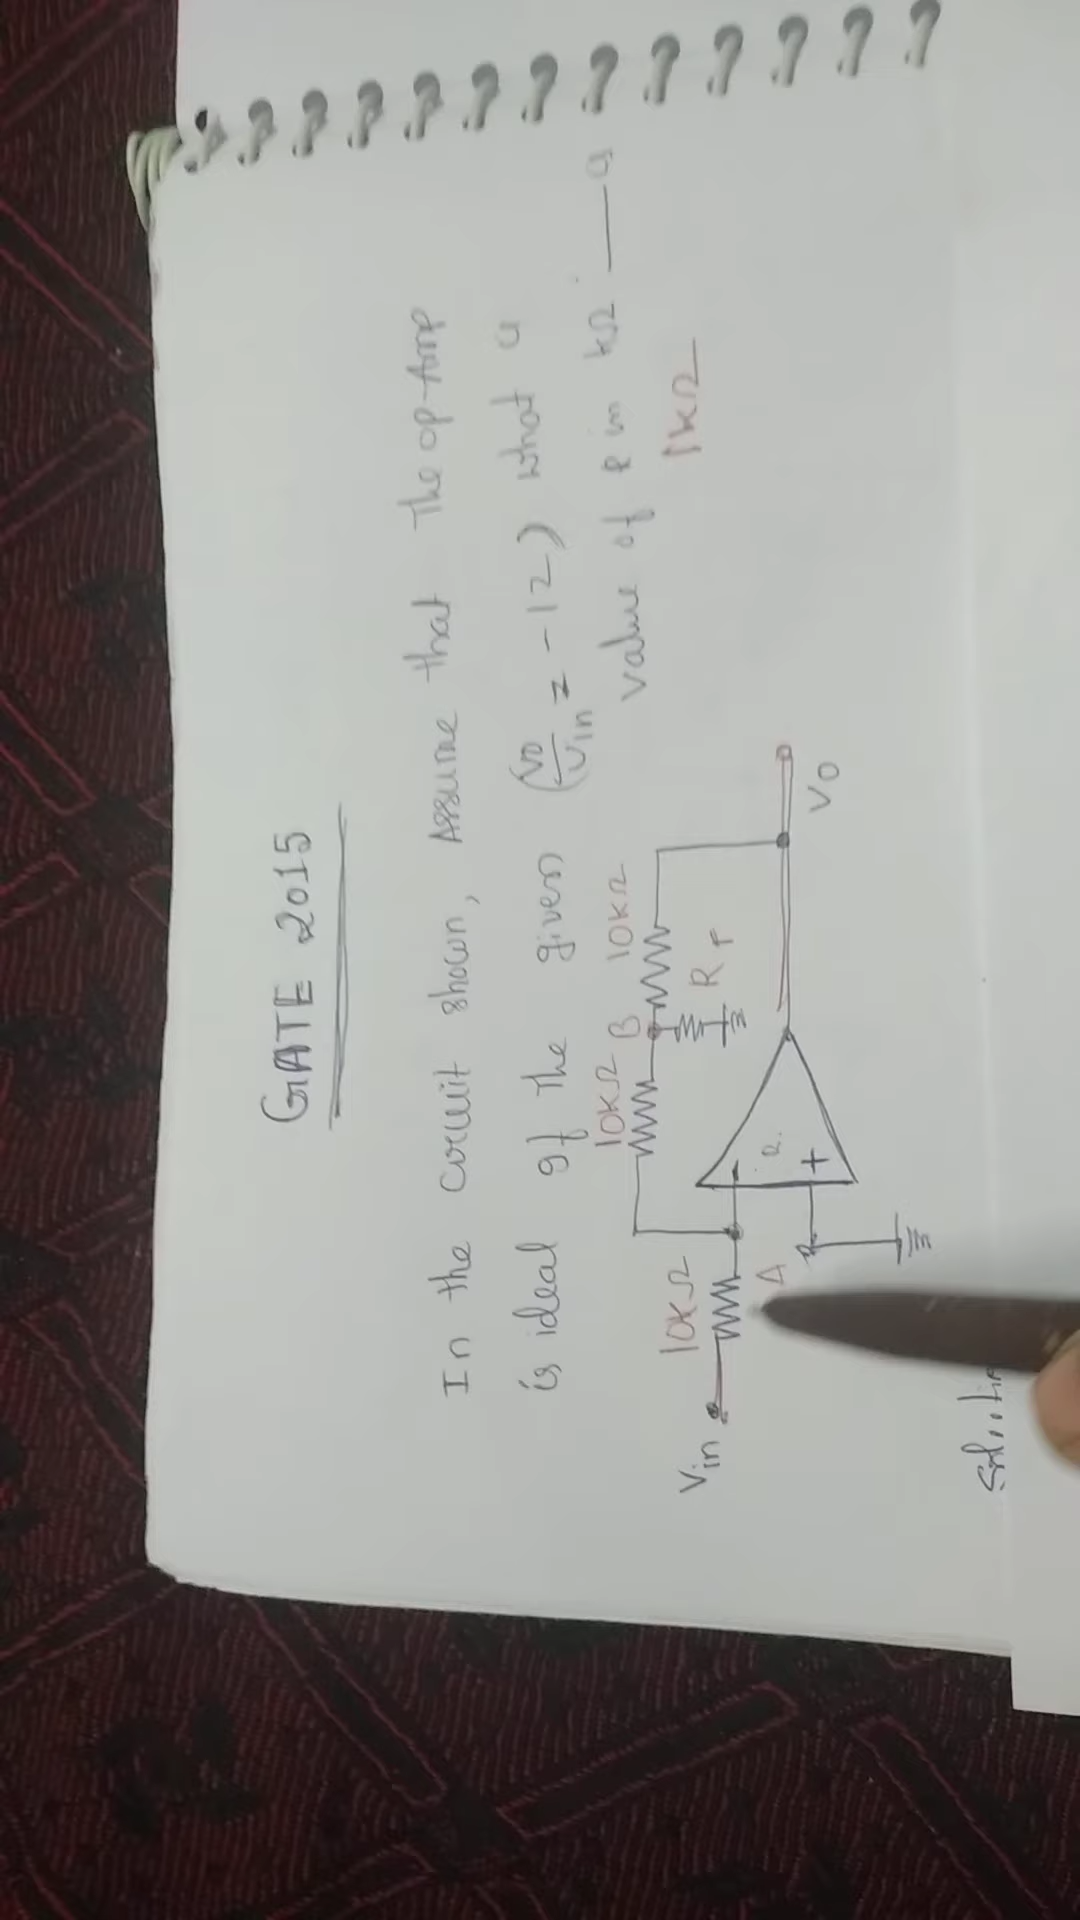 GATE 2015
In the circuit shown, Assume that The op-Amp
is ideal If The given (Vo/Vin = -12) what is
value of R in kΩ — is
1kΩ
10kΩ B 10kΩ
10kΩ
RF
Vin
A
-
+
Vo